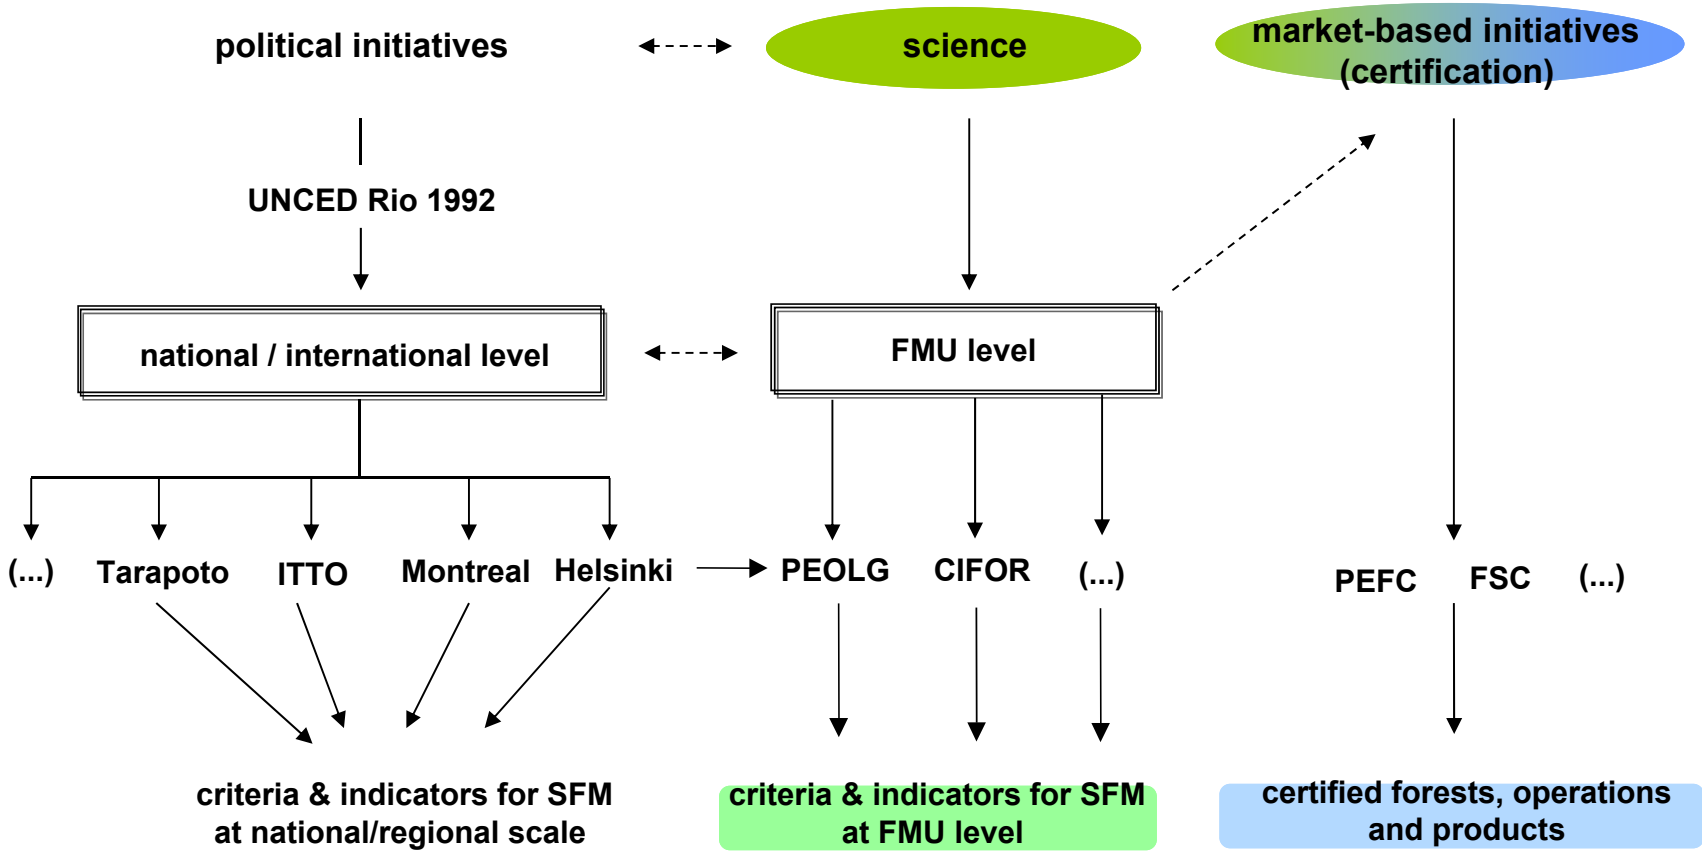 political initiatives
science
market-based initiatives
(certification)
UNCED Rio 1992
national / international level
FMU level
(...)
Tarapoto
ITTO
Montreal
Helsinki
PEOLG
CIFOR
(...)
PEFC
FSC
(...)
criteria & indicators for SFM
at national/regional scale
criteria & indicators for SFM
at FMU level
certified forests, operations
and products